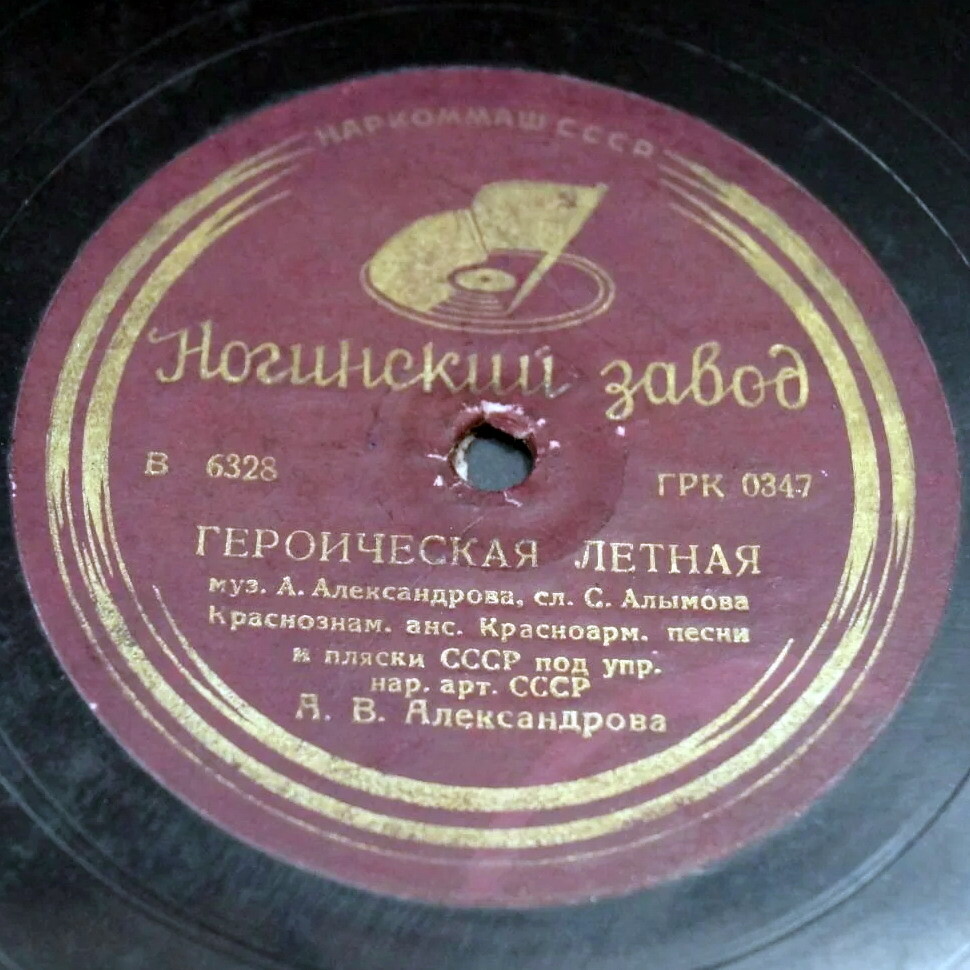 НАРКОММАШ СССР
Ногинский завод
В 6328 ГРК 0347
ГЕРОИЧЕСКАЯ ЛЕТНАЯ
муз. А. Александрова, сл. С. Алымова
Краснознам. анс. Красноарм. песни
и пляски СССР под упр.
нар. арт. СССР
А. В. Александрова